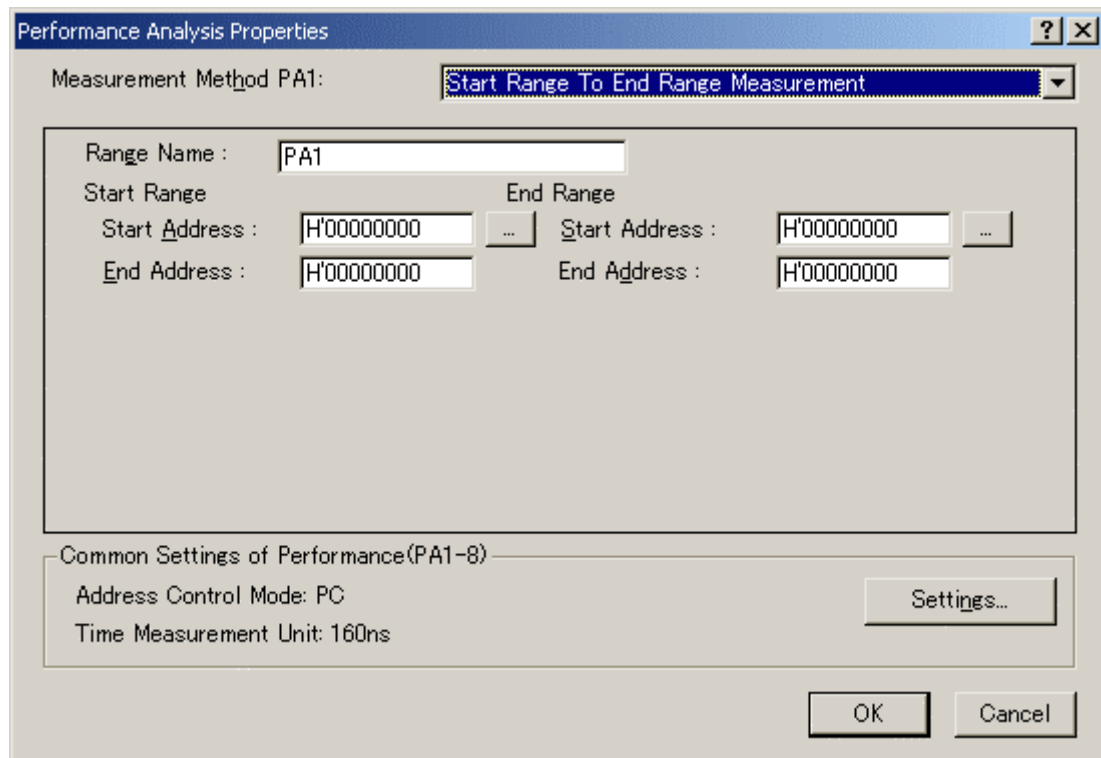 Performance Analysis Properties
Measurement Method PA1: Start Range To End Range Measurement
Range Name : PA1
Start Range End Range
Start Address : H'00000000 ... Start Address : H'00000000 ...
End Address : H'00000000 End Address : H'00000000
Common Settings of Performance(PA1-8)
Address Control Mode: PC
Settings...
Time Measurement Unit: 160ns
OK Cancel